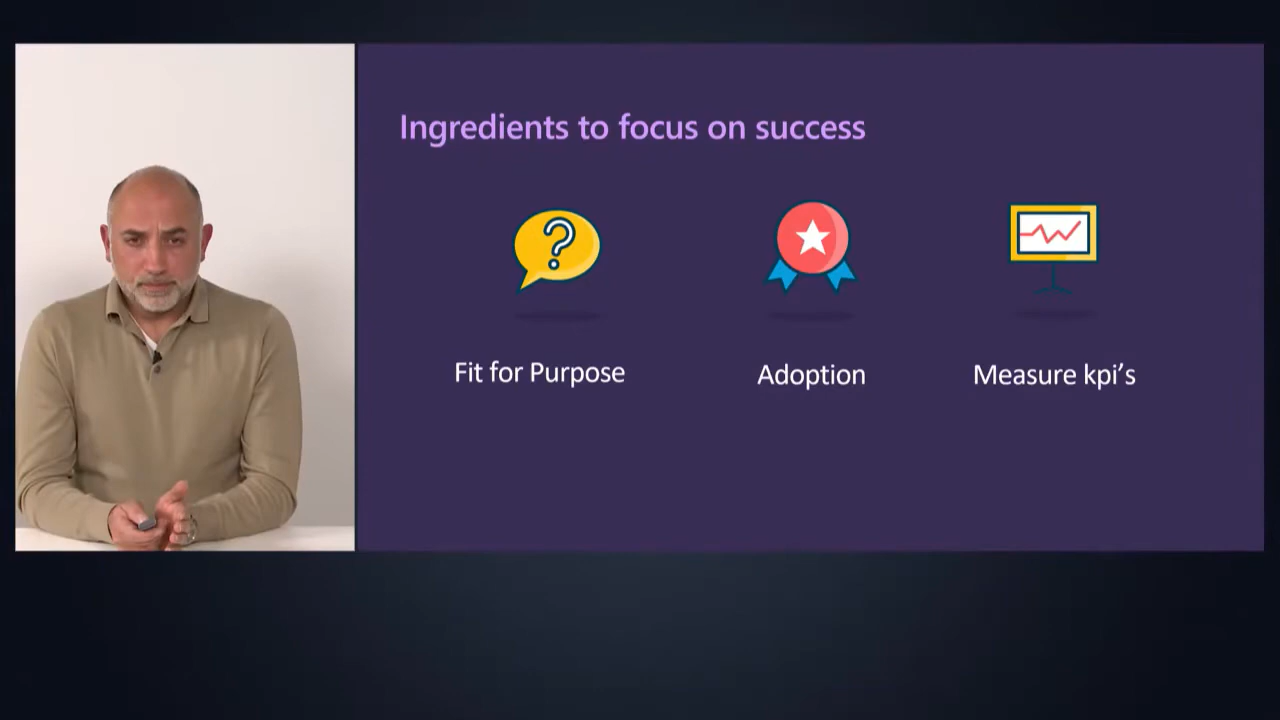 Ingredients to focus on success
?
Fit for Purpose
Adoption
Measure kpi’s